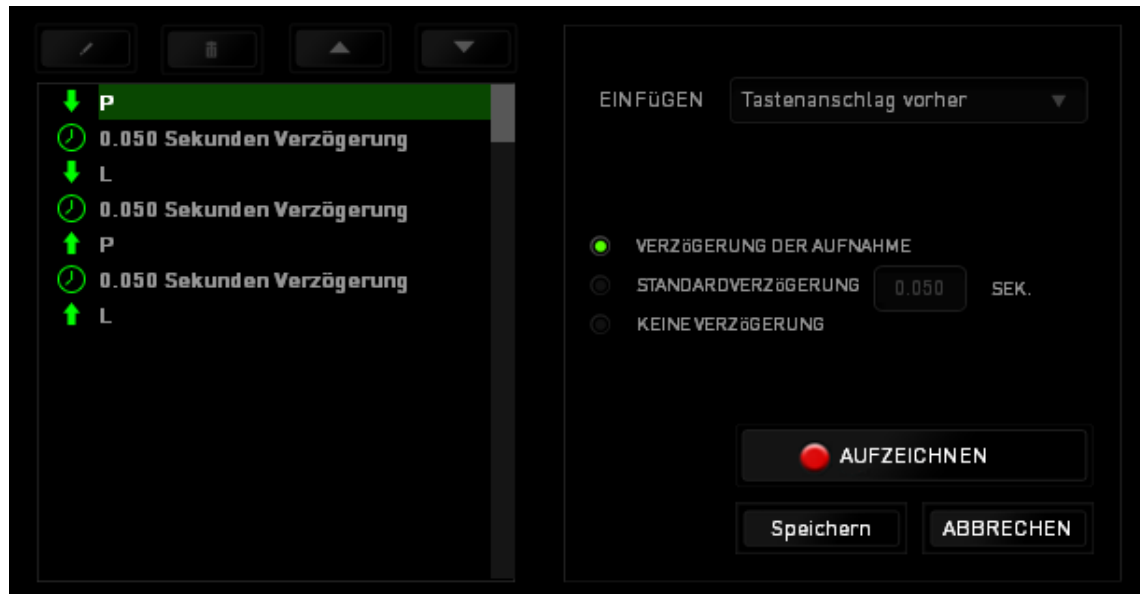 P
0.050 Sekunden Verzögerung
L
0.050 Sekunden Verzögerung
P
0.050 Sekunden Verzögerung
L
EINFüGEN Tastenanschlag vorher
VERZöGERUNG DER AUFNAHME
STANDARDVERZöGERUNG 0.050 SEK.
KEINE VERZöGERUNG
AUFZEICHNEN
Speichern ABBRECHEN